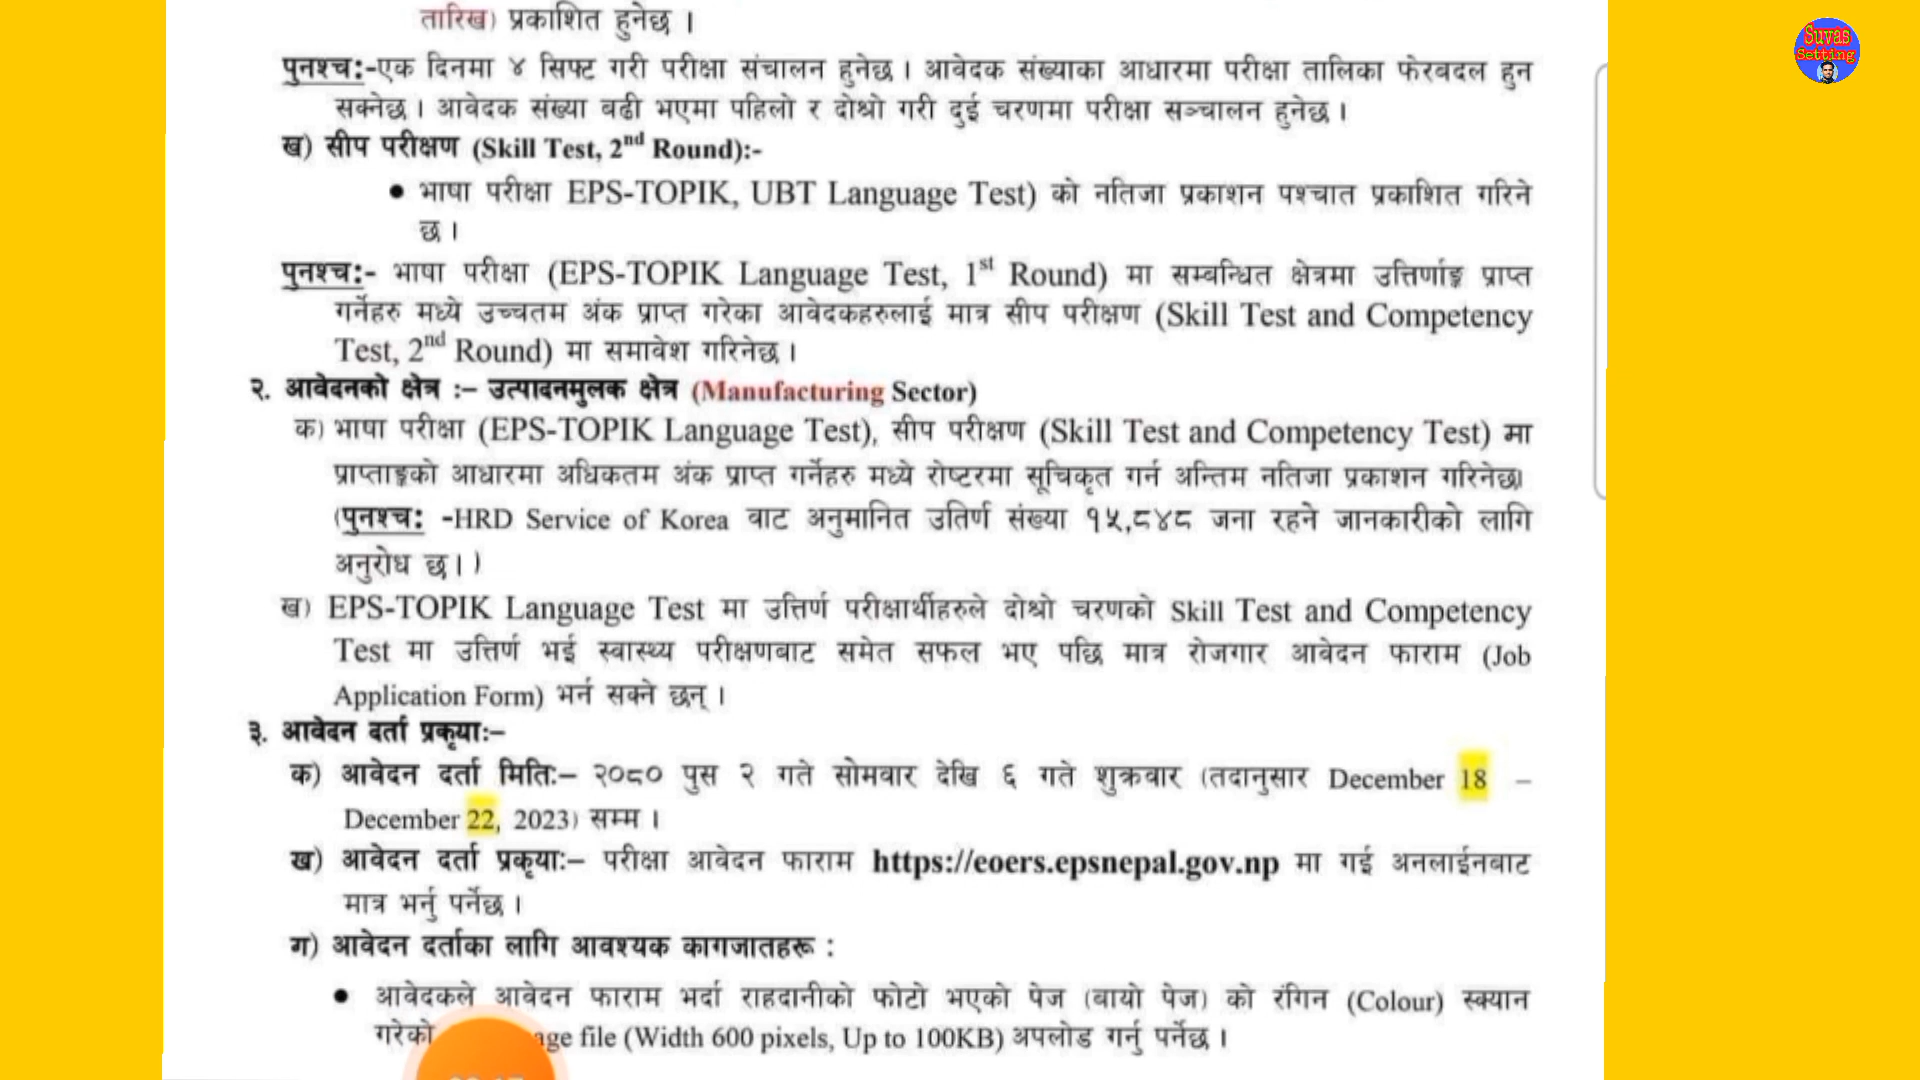 Suvas
Setting
तारिख) प्रकाशित हुनेछ ।
पुनश्च:-एक दिनमा ४ सिफ्ट गरी परीक्षा संचालन हुनेछ । आवेदक संख्याका आधारमा परीक्षा तालिका फेरबदल हुन
सक्नेछ । आवेदक संख्या बढी भएमा पहिलो र दोश्रो गरी दुई चरणमा परीक्षा सञ्चालन हुनेछ ।
ख) सीप परीक्षण (Skill Test, 2nd Round):-
● भाषा परीक्षा EPS-TOPIK, UBT Language Test) को नतिजा प्रकाशन पश्चात प्रकाशित गरिने
छ ।
पुनश्च:- भाषा परीक्षा (EPS-TOPIK Language Test, 1st Round) मा सम्बन्धित क्षेत्रमा उत्तिर्णाङ्क प्राप्त
गर्नेहरु मध्ये उच्चतम अंक प्राप्त गरेका आवेदकहरुलाई मात्र सीप परीक्षण (Skill Test and Competency
Test, 2nd Round) मा समावेश गरिनेछ ।
२. आवेदनको क्षेत्र :– उत्पादनमुलक क्षेत्र (Manufacturing Sector)
क) भाषा परीक्षा (EPS-TOPIK Language Test), सीप परीक्षण (Skill Test and Competency Test) मा
प्राप्ताङ्कको आधारमा अधिकतम अंक प्राप्त गर्नेहरु मध्ये रोष्टरमा सूचिकृत गर्न अन्तिम नतिजा प्रकाशन गरिनेछ।
(पुनश्च: -HRD Service of Korea बाट अनुमानित उतिर्ण संख्या १५,८४८ जना रहने जानकारीको लागि
अनुरोध छ। )
ख) EPS-TOPIK Language Test मा उत्तिर्ण परीक्षार्थीहरुले दोश्रो चरणको Skill Test and Competency
Test मा उत्तिर्ण भई स्वास्थ्य परीक्षणबाट समेत सफल भए पछि मात्र रोजगार आवेदन फाराम (Job
Application Form) भर्न सक्ने छन् ।
३. आवेदन दर्ता प्रकृयाः–
क) आवेदन दर्ता मितिः– २०८० पुस २ गते सोमवार देखि ६ गते शुक्रवार (तदानुसार December 18 –
December 22, 2023) सम्म ।
ख) आवेदन दर्ता प्रकृयाः– परीक्षा आवेदन फाराम https://eoers.epsnepal.gov.np मा गई अनलाईनबाट
मात्र भर्नु पर्नेछ ।
ग) आवेदन दर्ताका लागि आवश्यक कागजातहरू :
● आवेदकले आवेदन फाराम भर्दा राहदानीको फोटो भएको पेज (बायो पेज) को रंगिन (Colour) स्क्यान
गरेको file (Width 600 pixels, Up to 100KB) अपलोड गर्नु पर्नेछ ।